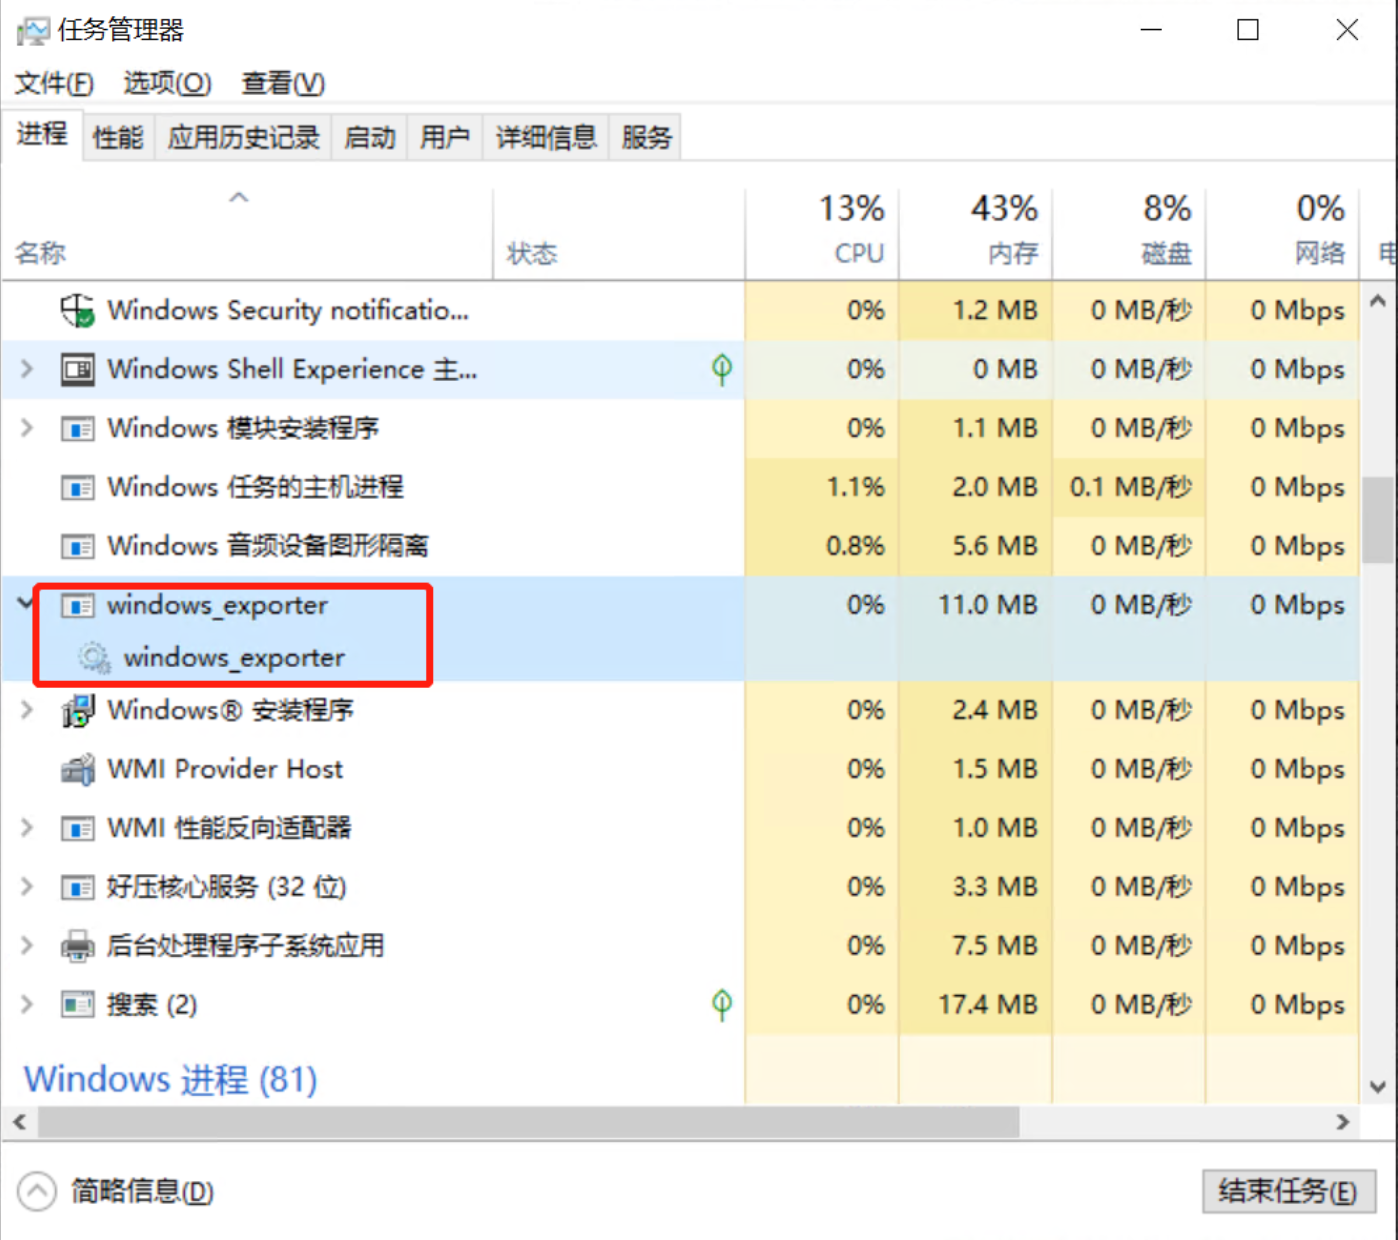 任务管理器
文件(F) 选项(O) 查看(V)
进程 性能 应用历史记录 启动 用户 详细信息 服务
13% 43% 8% 0%
名称 状态 CPU 内存 磁盘 网络
Windows Security notificatio... 0% 1.2 MB 0 MB/秒 0 Mbps
Windows Shell Experience 主... 0% 0 MB 0 MB/秒 0 Mbps
Windows 模块安装程序 0% 1.1 MB 0 MB/秒 0 Mbps
Windows 任务的主机进程 1.1% 2.0 MB 0.1 MB/秒 0 Mbps
Windows 音频设备图形隔离 0.8% 5.6 MB 0 MB/秒 0 Mbps
windows_exporter 0% 11.0 MB 0 MB/秒 0 Mbps
windows_exporter
Windows® 安装程序 0% 2.4 MB 0 MB/秒 0 Mbps
WMI Provider Host 0% 1.5 MB 0 MB/秒 0 Mbps
WMI 性能反向适配器 0% 1.0 MB 0 MB/秒 0 Mbps
好压核心服务 (32 位) 0% 3.3 MB 0 MB/秒 0 Mbps
后台处理程序子系统应用 0% 7.5 MB 0 MB/秒 0 Mbps
搜索 (2) 0% 17.4 MB 0 MB/秒 0 Mbps
Windows 进程 (81)
简略信息(D) 结束任务(E)